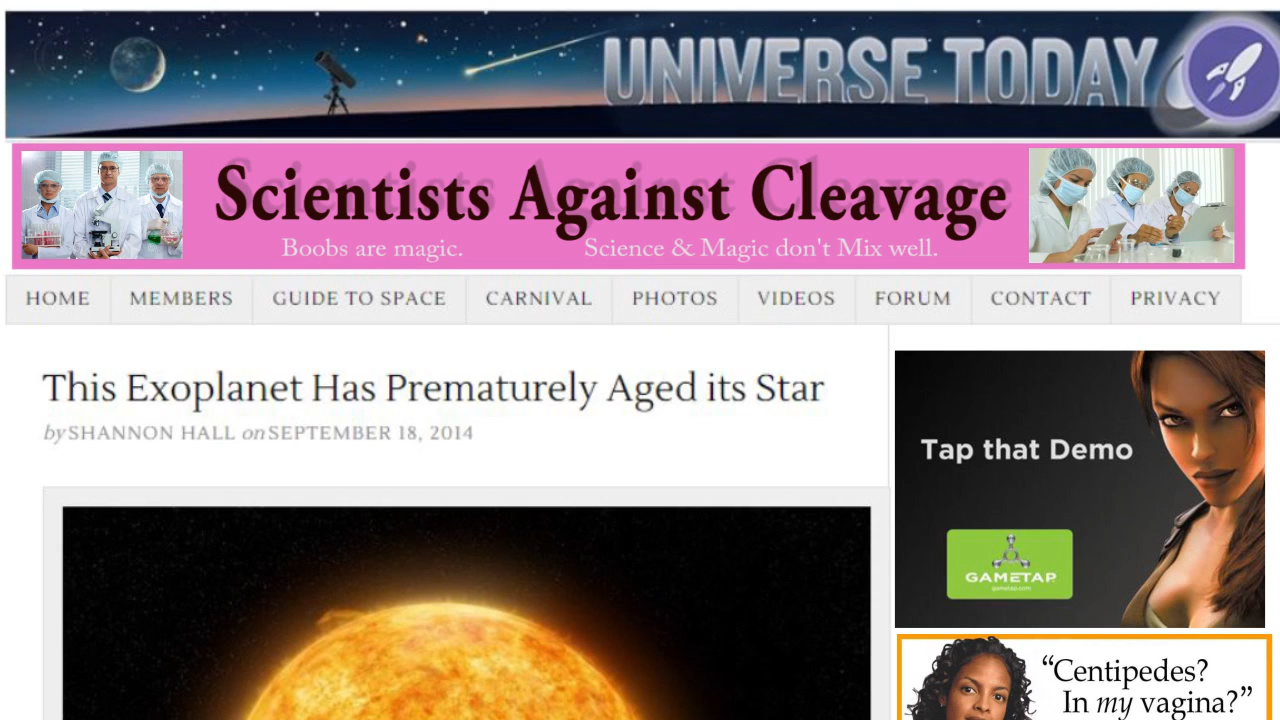 UNIVERSE TODAY
Scientists Against Cleavage
Boobs are magic. Science & Magic don't Mix well.
HOME MEMBERS GUIDE TO SPACE CARNIVAL PHOTOS VIDEOS FORUM CONTACT PRIVACY
This Exoplanet Has Prematurely Aged its Star
by SHANNON HALL on SEPTEMBER 18, 2014
Tap that Demo
GAMETAP
gametap.com
“Centipedes?
In my vagina?”